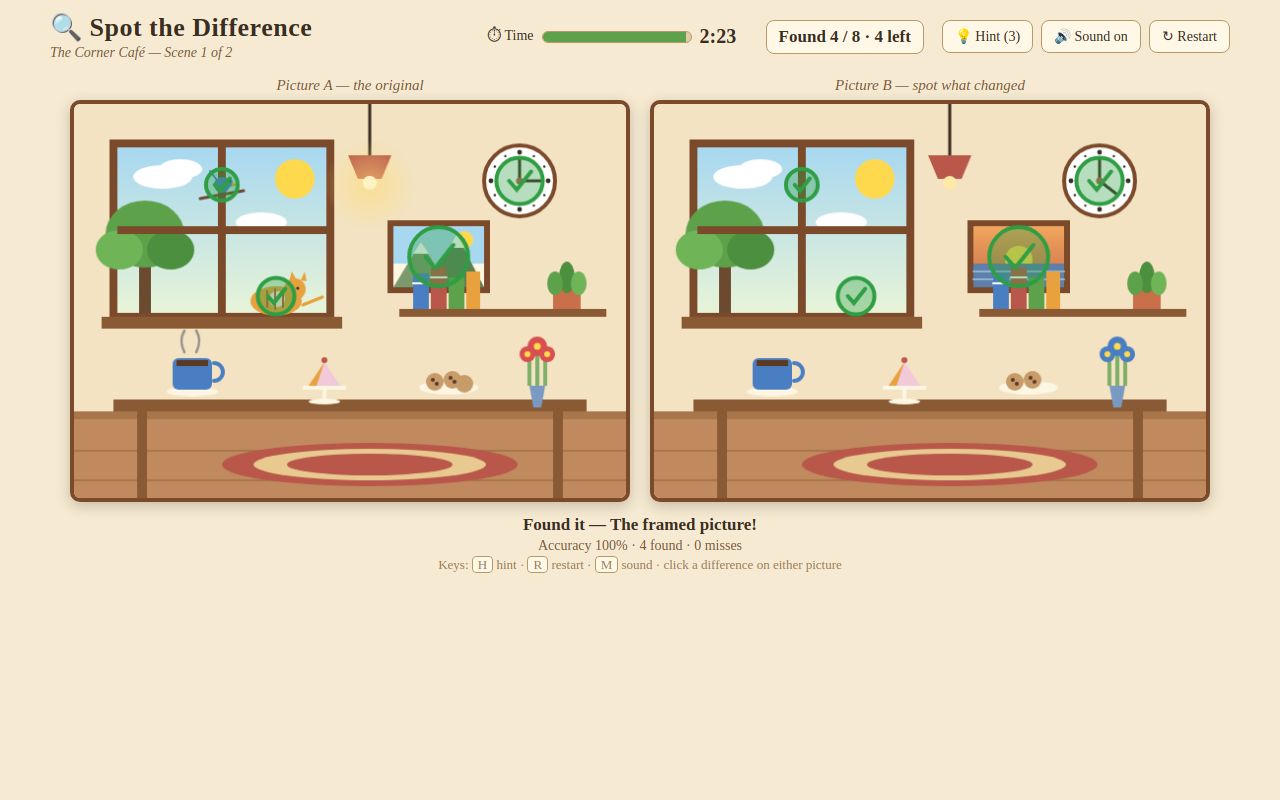 🔍 Spot the Difference
The Corner Café — Scene 1 of 2
⏱ Time 2:23
Found 4 / 8 · 4 left
💡 Hint (3)
🔊 Sound on
↻ Restart
Picture A — the original
Picture B — spot what changed
Found it — The framed picture!
Accuracy 100% · 4 found · 0 misses
Keys: H hint · R restart · M sound · click a difference on either picture